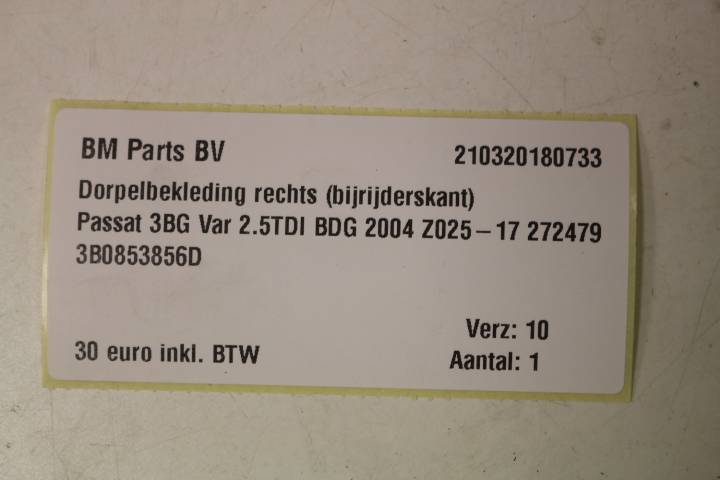 BM Parts BV 210320180733
Dorpelbekleding rechts (bijrijderskant)
Passat 3BG Var 2.5TDI BDG 2004 Z025-17 272479
3B0853856D
Verz: 10
30 euro inkl. BTW Aantal: 1